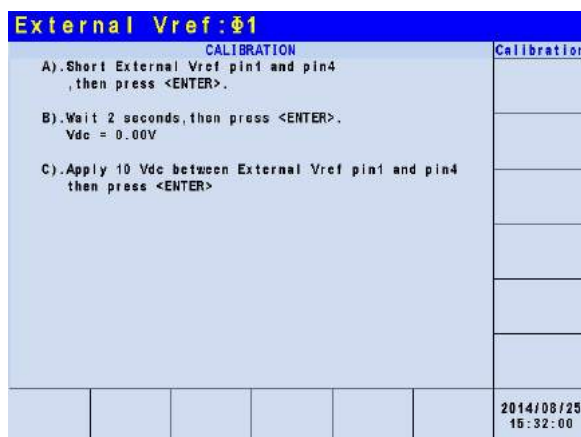 External Vref:Φ1
CALIBRATION
Calibration
A).Short External Vref pin1 and pin4
,then press <ENTER>.
B).Wait 2 seconds,then press <ENTER>.
Vdc = 0.00V
C).Apply 10 Vdc between External Vref pin1 and pin4
then press <ENTER>
2014/08/25
15:32:00